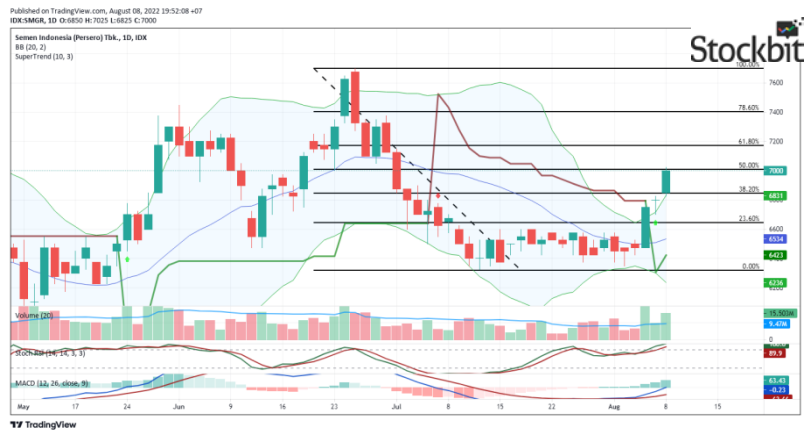 Published on TradingView.com, August 08, 2022 19:52:08 +07
IDX:SMGR, 1D O:6850 H:7025 L:6825 C:7000
Semen Indonesia (Persero) Tbk., 1D, IDX
BB (20, 2)
SuperTrend (10, 3)
Stockbit
100.00%
7600
78.60%
7400
61.80%
7200
50.00%
7000
38.20%
6831
23.60%
6600
6534
6423
0.00%
6236
Volume (20)
15.503M
9.47M
0
Stoch RSI (14, 14, 3, 3)
89.9
MACD (12, 26, close, 9)
63.43
-0.23
May
24
Jun
9
16
23
Jul
8
15
22
Aug
8
15
TradingView